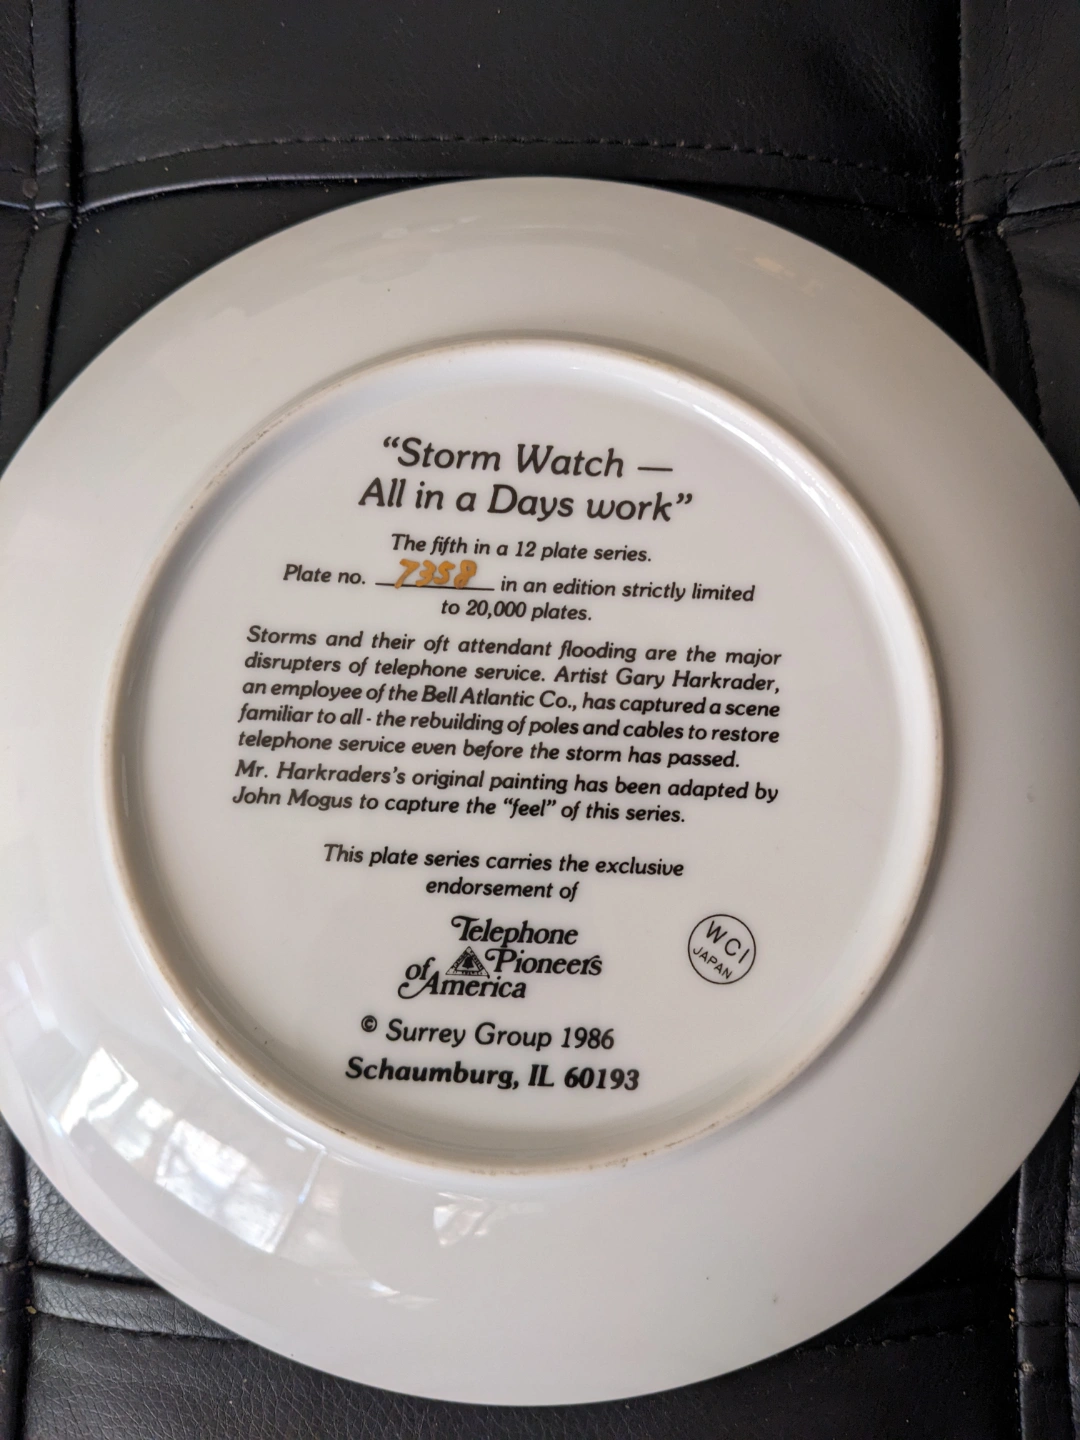 “Storm Watch —
All in a Days work”
The fifth in a 12 plate series.
Plate no. 7358 in an edition strictly limited
to 20,000 plates.
Storms and their oft attendant flooding are the major
disrupters of telephone service. Artist Gary Harkrader,
an employee of the Bell Atlantic Co., has captured a scene
familiar to all - the rebuilding of poles and cables to restore
telephone service even before the storm has passed.
Mr. Harkraders's original painting has been adapted by
John Mogus to capture the “feel” of this series.
This plate series carries the exclusive
endorsement of
Telephone
Pioneers
of America
WCI
JAPAN
© Surrey Group 1986
Schaumburg, IL 60193